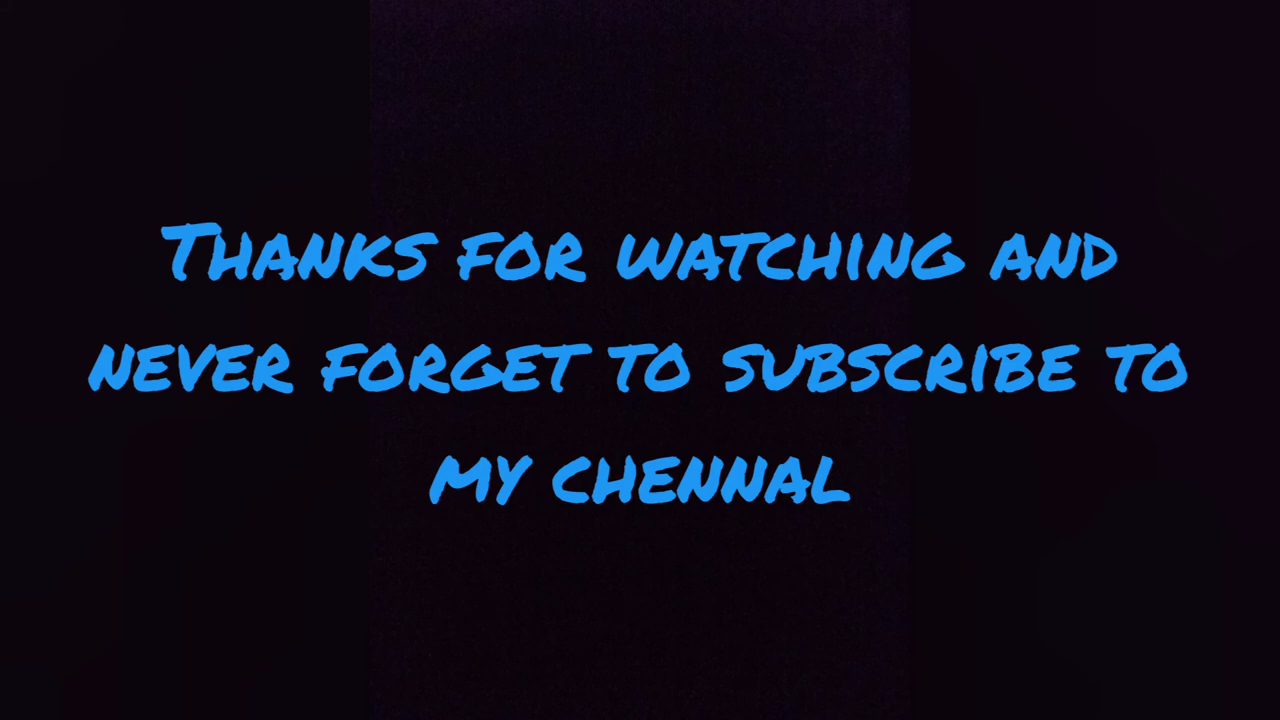 Thanks for watching and
never forget to subscribe to
my chennal